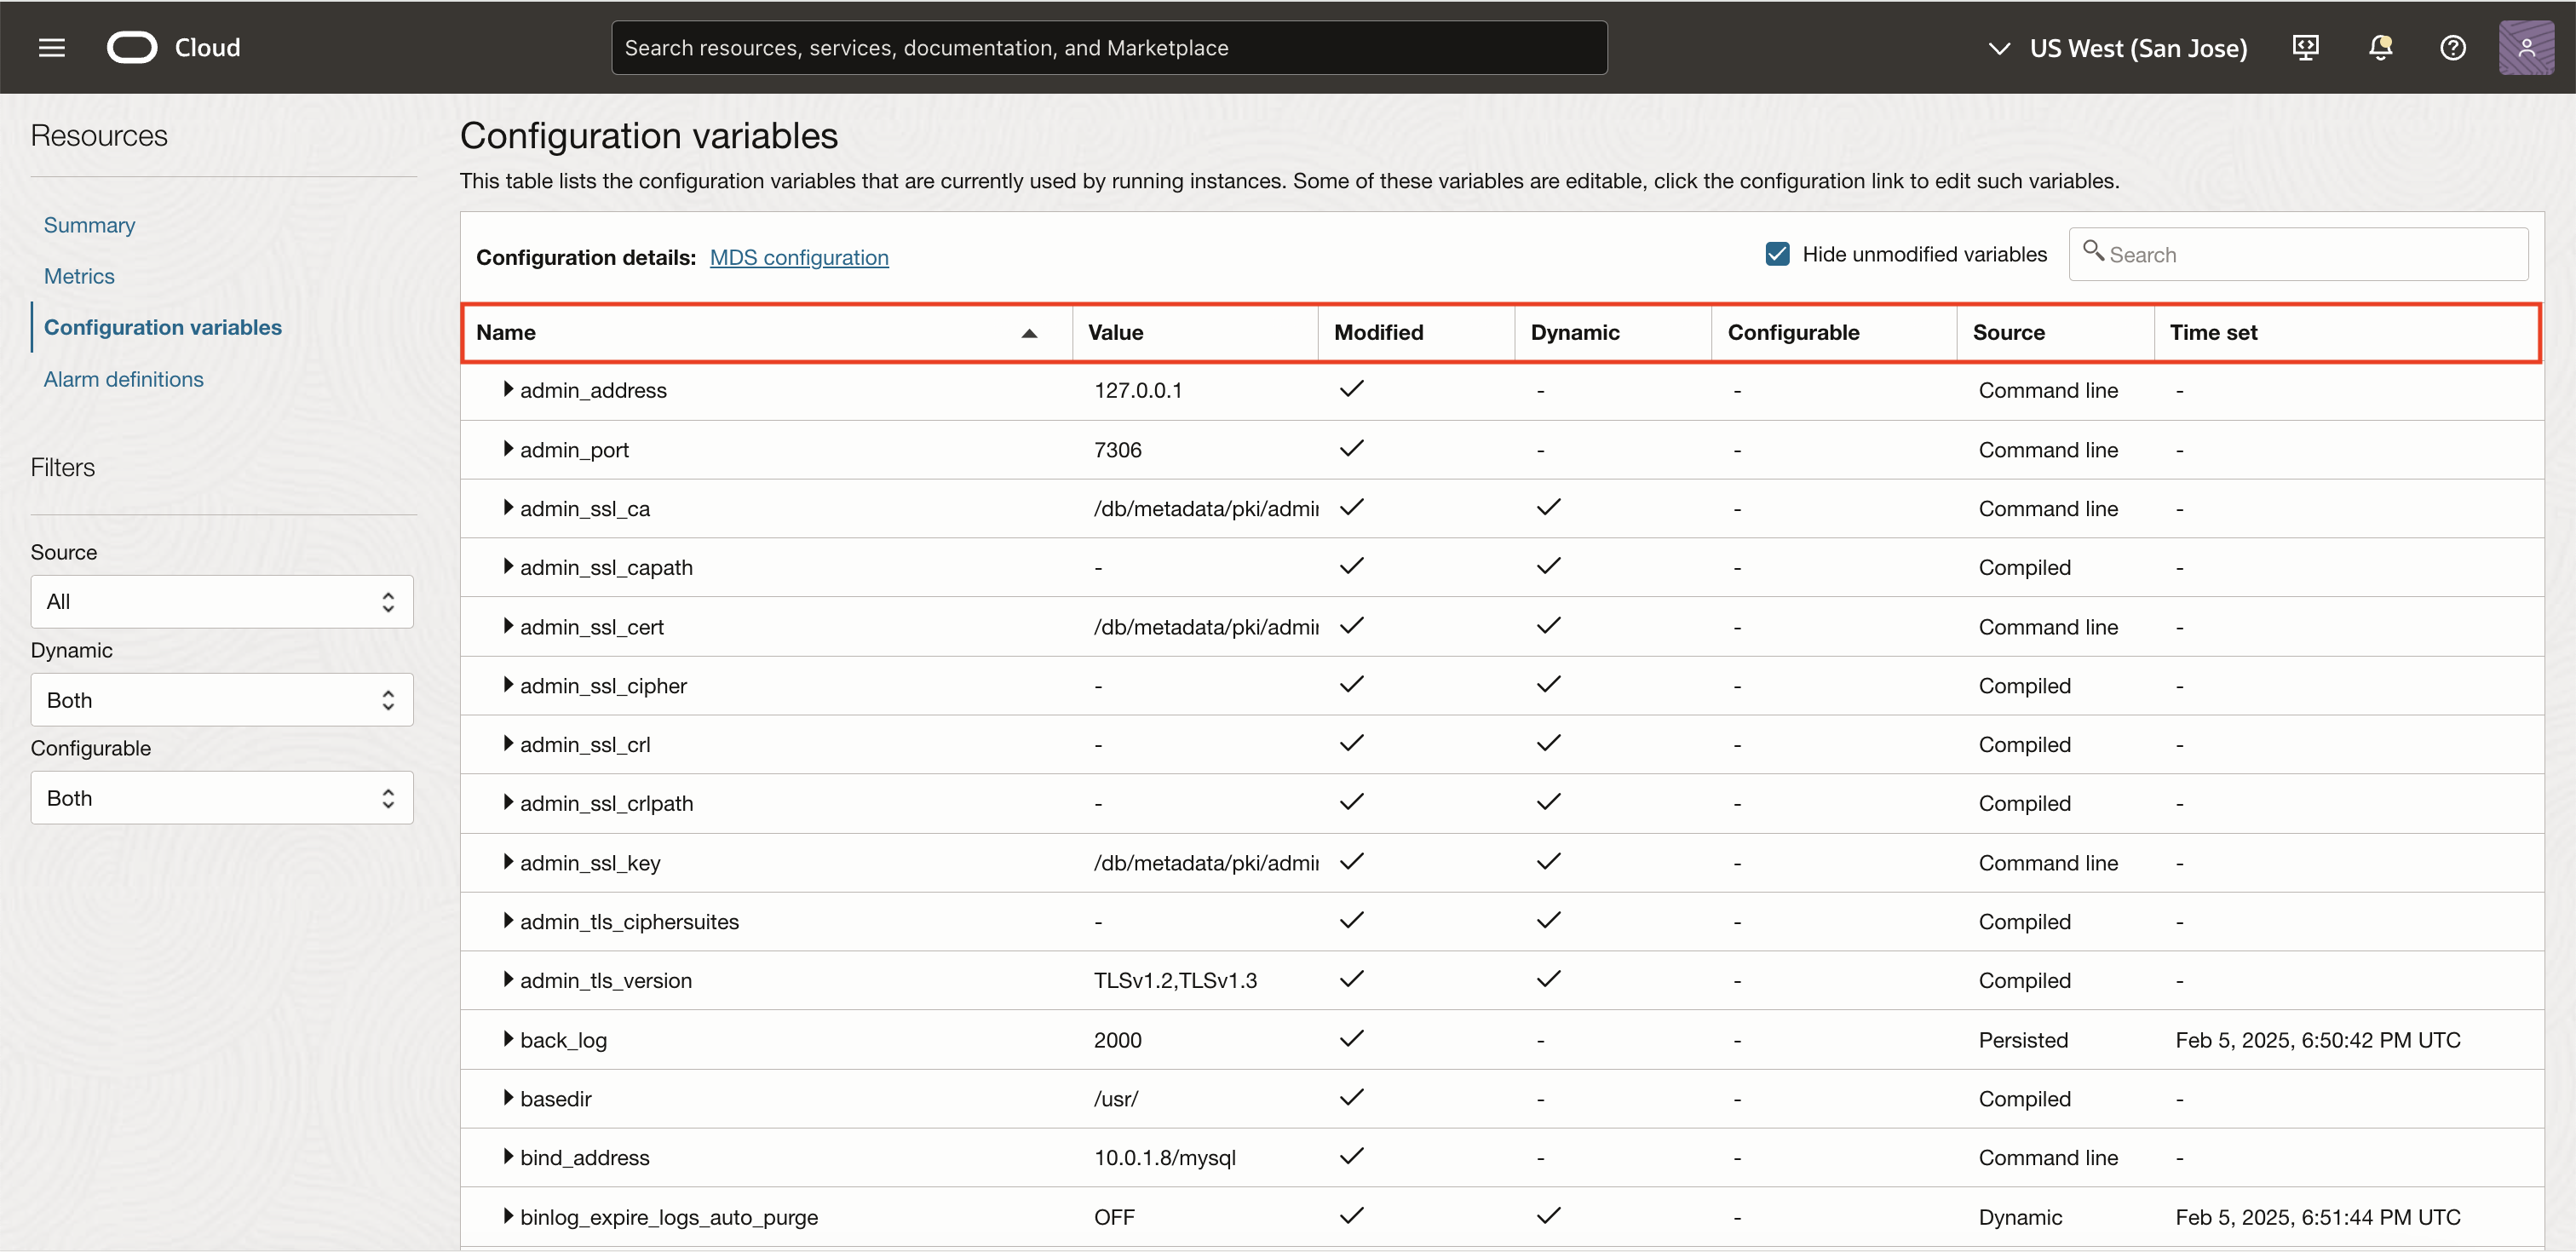 Cloud
Search resources, services, documentation, and Marketplace
US West (San Jose)
Resources
Summary
Metrics
Configuration variables
Alarm definitions
Filters
Source
All
Dynamic
Both
Configurable
Both
Configuration variables
This table lists the configuration variables that are currently used by running instances. Some of these variables are editable, click the configuration link to edit such variables.
Configuration details: MDS configuration
Hide unmodified variables
Search
Name Value Modified Dynamic Configurable Source Time set
admin_address 127.0.0.1 - - Command line -
admin_port 7306 - - Command line -
admin_ssl_ca /db/metadata/pki/admin - Command line -
admin_ssl_capath - - Compiled -
admin_ssl_cert /db/metadata/pki/admin - Command line -
admin_ssl_cipher - - Compiled -
admin_ssl_crl - - Compiled -
admin_ssl_crlpath - - Compiled -
admin_ssl_key /db/metadata/pki/admin - Command line -
admin_tls_ciphersuites - - Compiled -
admin_tls_version TLSv1.2,TLSv1.3 - Compiled -
back_log 2000 - - Persisted Feb 5, 2025, 6:50:42 PM UTC
basedir /usr/ - - Compiled -
bind_address 10.0.1.8/mysql - - Command line -
binlog_expire_logs_auto_purge OFF - Dynamic Feb 5, 2025, 6:51:44 PM UTC